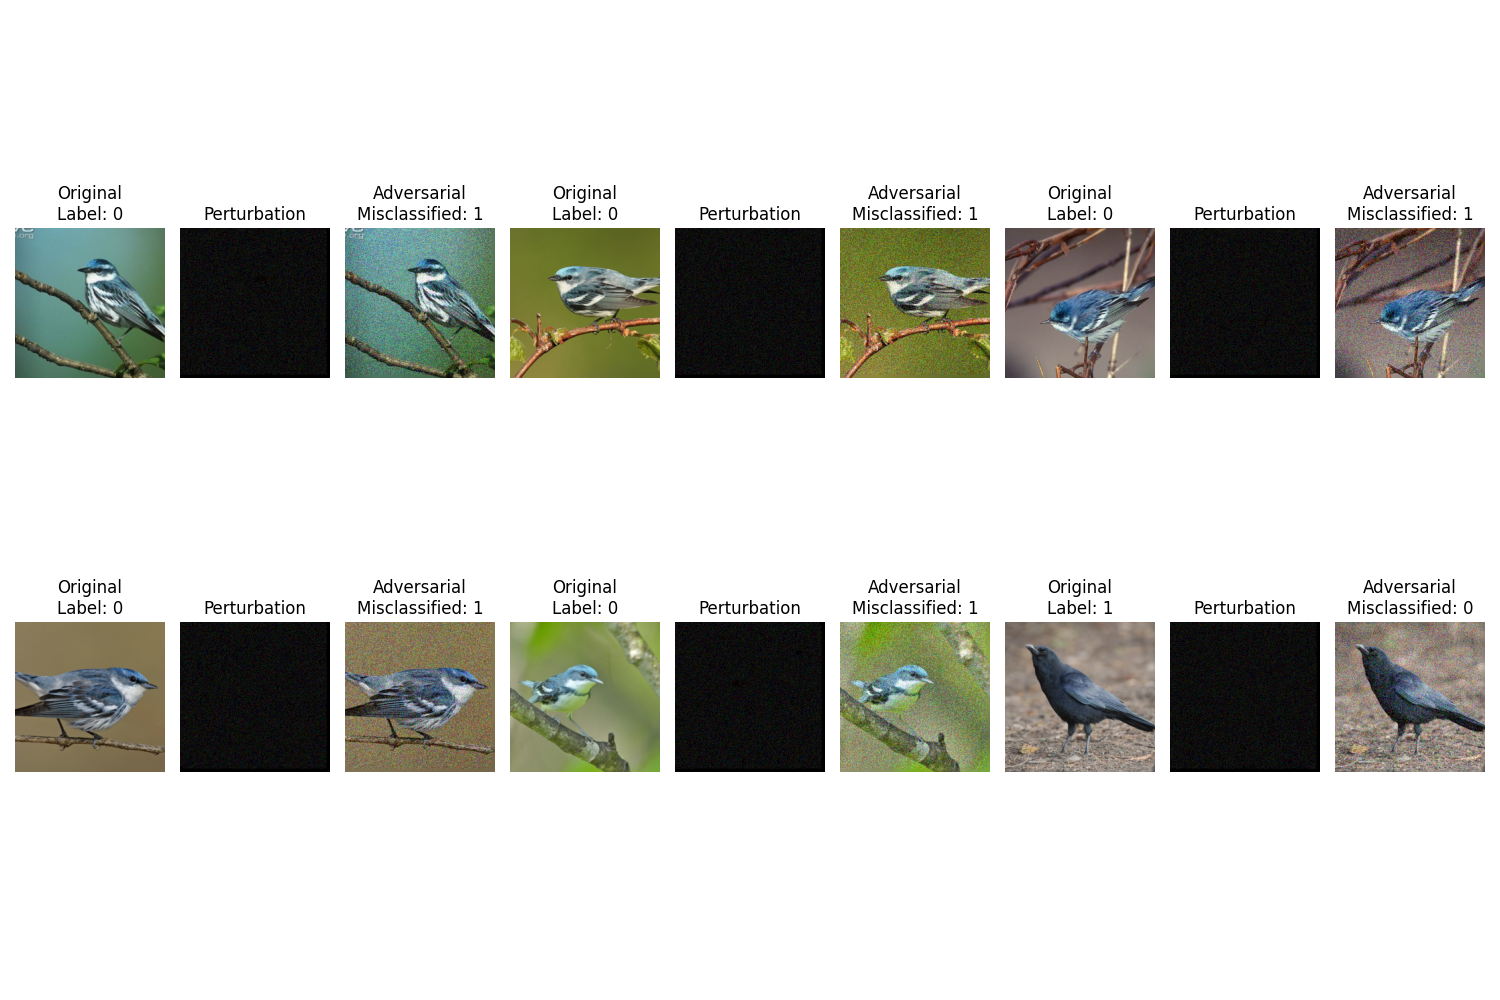 Original
Label: 0
Perturbation
Adversarial
Misclassified: 1
Original
Label: 0
Perturbation
Adversarial
Misclassified: 1
Original
Label: 0
Perturbation
Adversarial
Misclassified: 1
.org
Original
Label: 0
Perturbation
Adversarial
Misclassified: 1
Original
Label: 0
Perturbation
Adversarial
Misclassified: 1
Original
Label: 1
Perturbation
Adversarial
Misclassified: 0